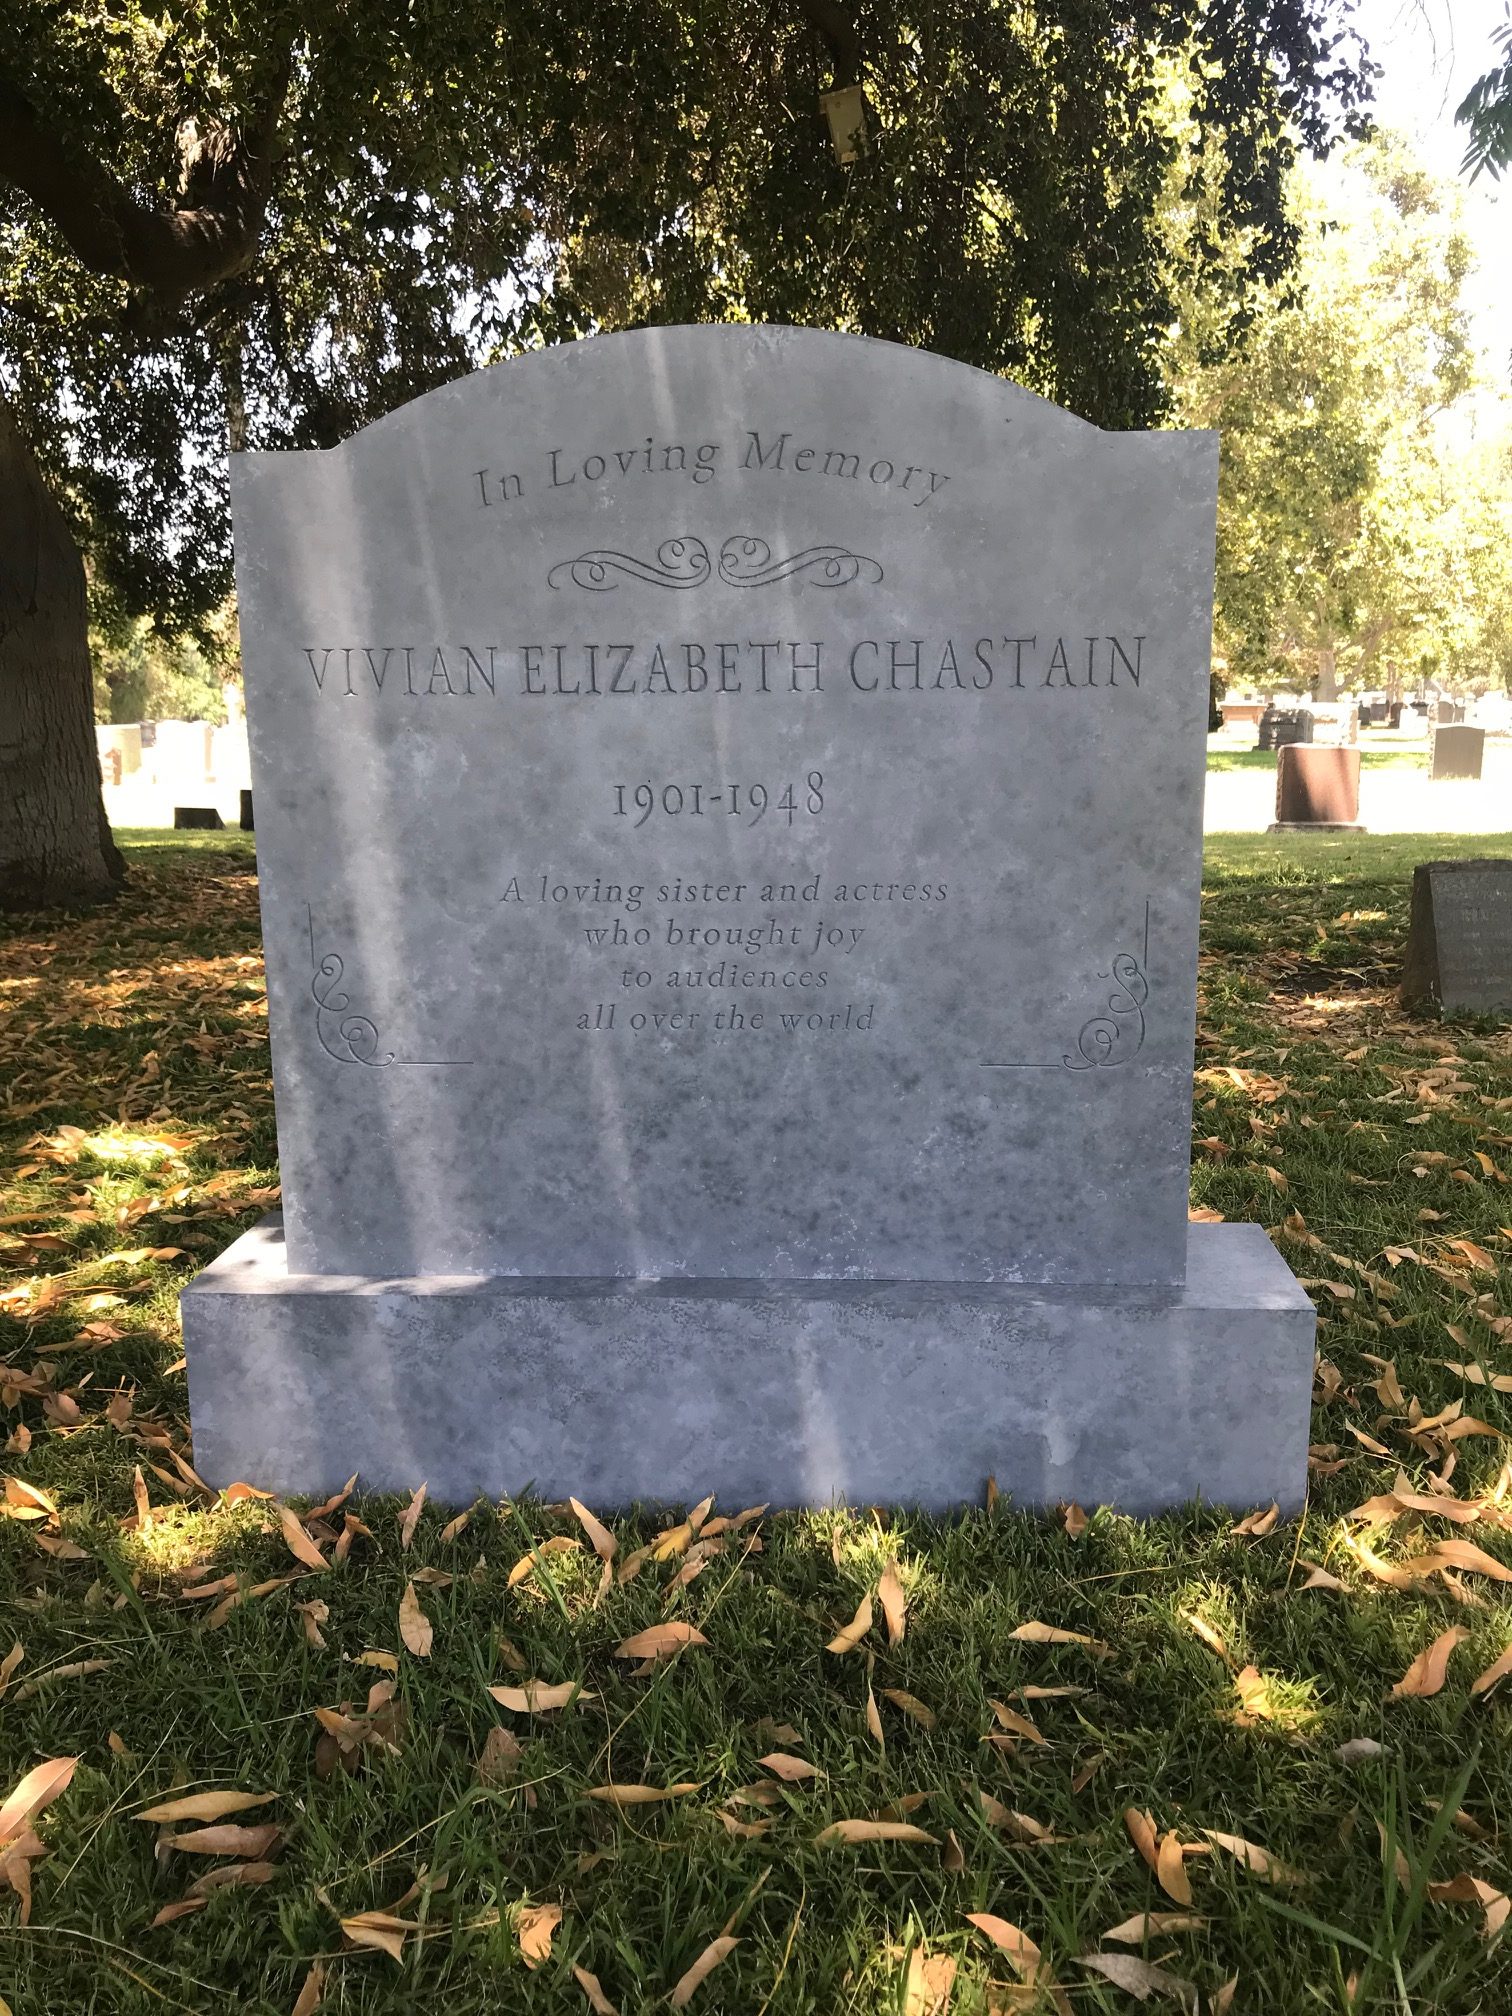 In Loving Memory
VIVIAN ELIZABETH CHASTAIN
1901-1948
A loving sister and actress
who brought joy
to audiences
all over the world